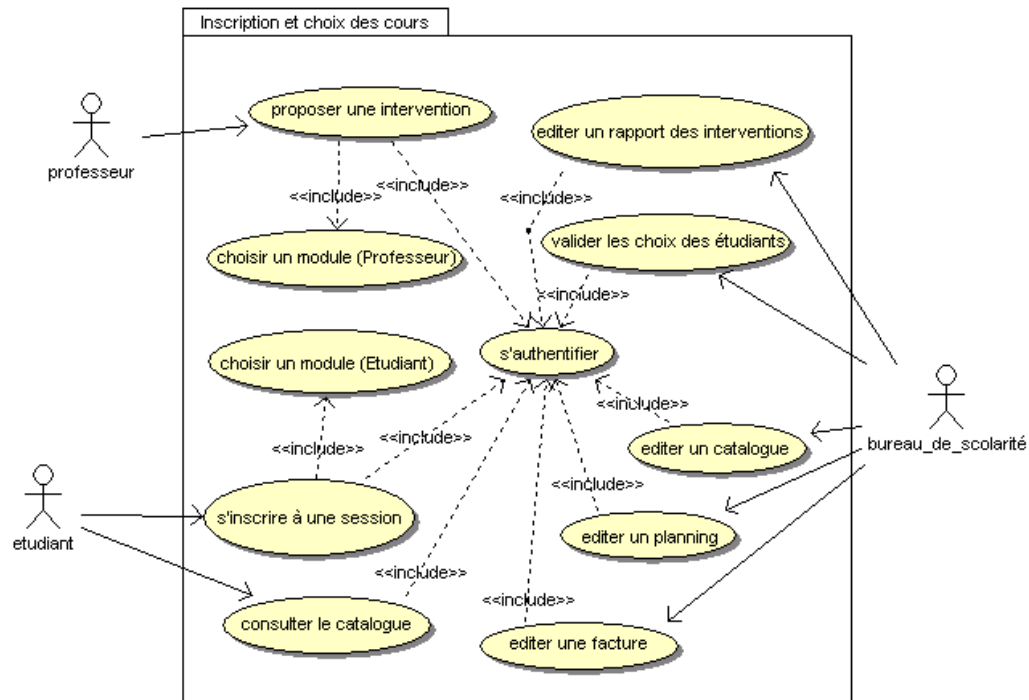 Inscription et choix des cours
proposer une intervention
editer un rapport des interventions
professeur
<<include>>
<<include>>
<<include>>
choisir un module (Professeur)
valider les choix des étudiants
<<include>>
s'authentifier
choisir un module (Etudiant)
<<include>>
bureau_de_scolarité
<<include>>
<<include>>
editer un catalogue
<<include>>
s'inscrire à une session
editer un planning
etudiant
<<include>>
<<include>>
consulter le catalogue
editer une facture